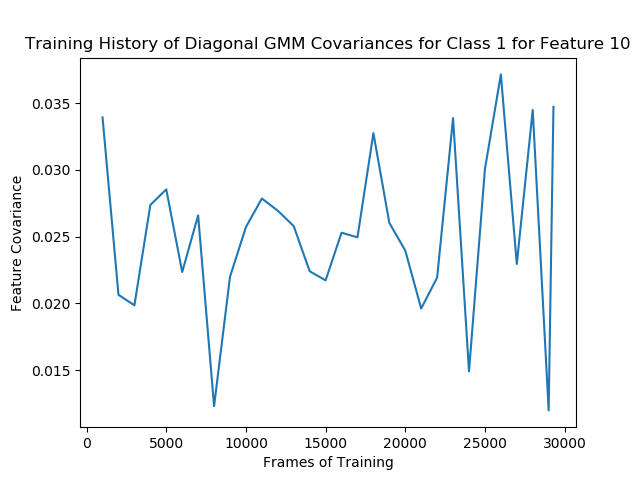 Training History of Diagonal GMM Covariances for Class 1 for Feature 10
0.035
0.030
0.025
0.020
0.015
Feature Covariance
0 5000 10000 15000 20000 25000 30000
Frames of Training